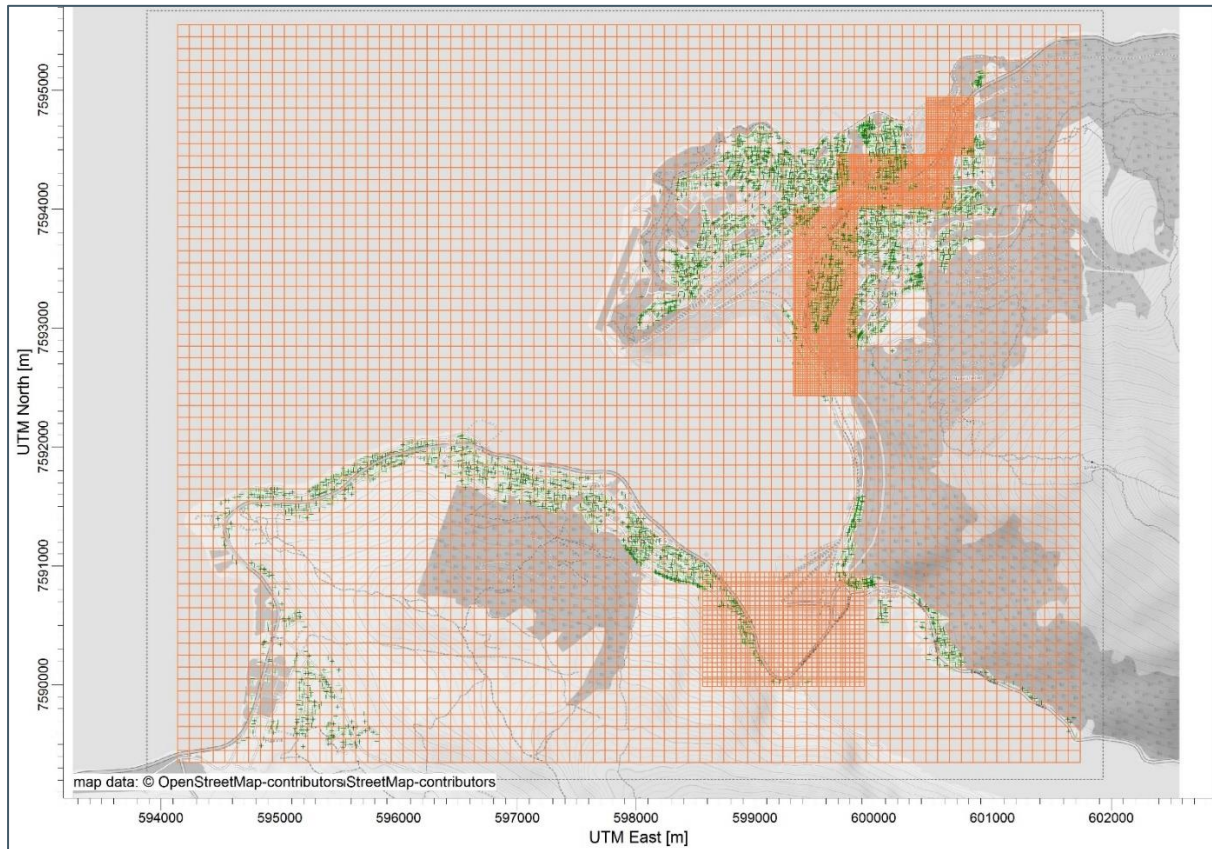 7595000
7594000
7593000
7592000
7591000
7590000
UTM North [m]
map data: © OpenStreetMap-contributors
StreetMap-contributors
594000 595000 596000 597000 598000 599000 600000 601000 602000
UTM East [m]